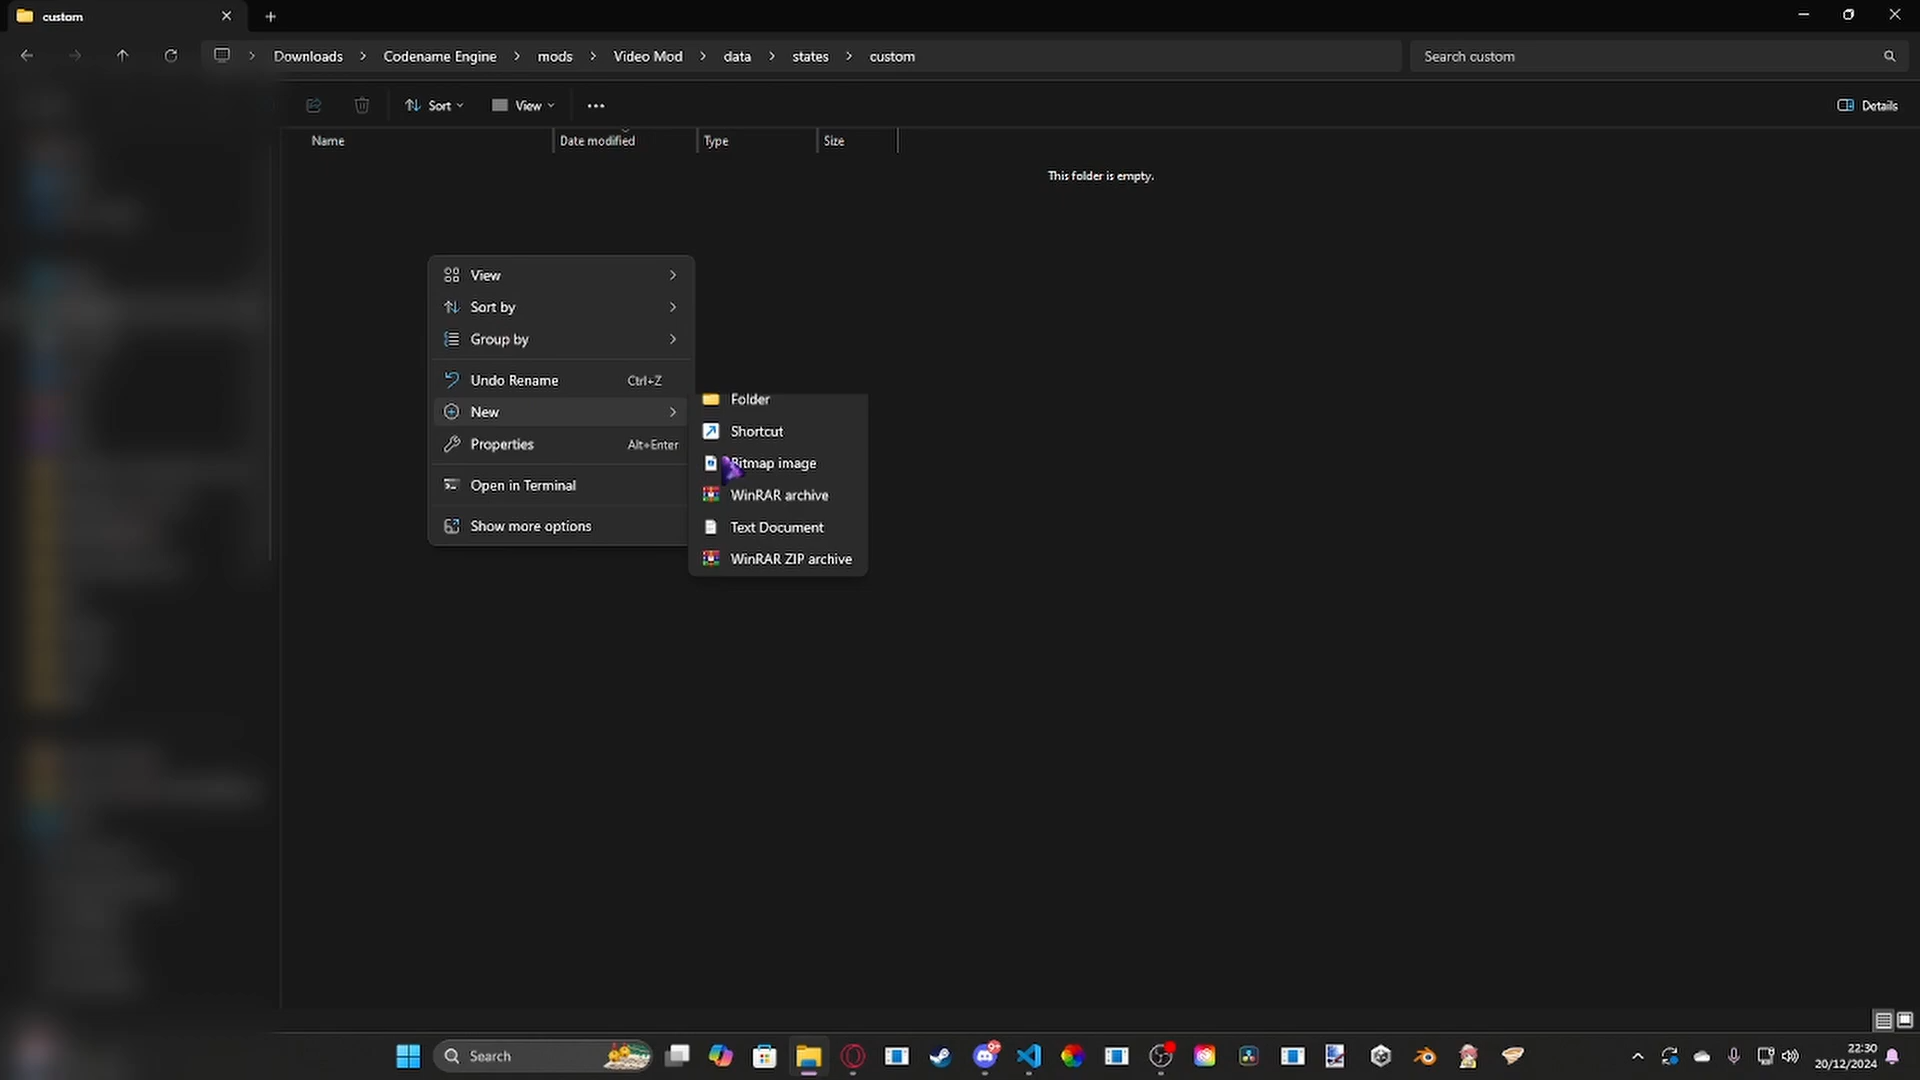 custom
Downloads > Codename Engine > mods > Video Mod > data > states > custom
Search custom
Sort
View
Details
Name
Date modified
Type
Size
This folder is empty.
View
Sort by
Group by
Undo Rename Ctrl+Z
New
Properties Alt+Enter
Open in Terminal
Show more options
Folder
Shortcut
Bitmap image
WinRAR archive
Text Document
WinRAR ZIP archive
Search
22:30
20/12/2024